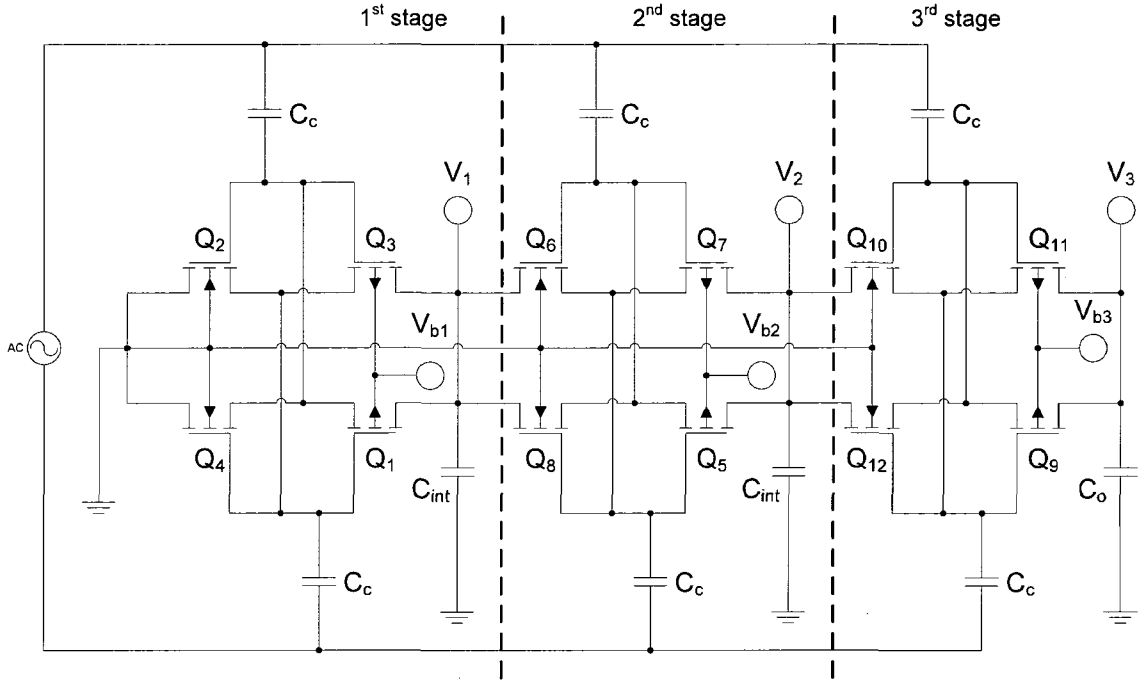 1st stage
2nd stage
3rd stage
Cc
Cc
Cc
V1
V2
V3
Q2
Q3
Q6
Q7
Q10
Q11
Vb1
Vb2
Vb3
AC
Q4
Q1
Q8
Q5
Q12
Q9
Cint
Cint
Co
Cc
Cc
Cc